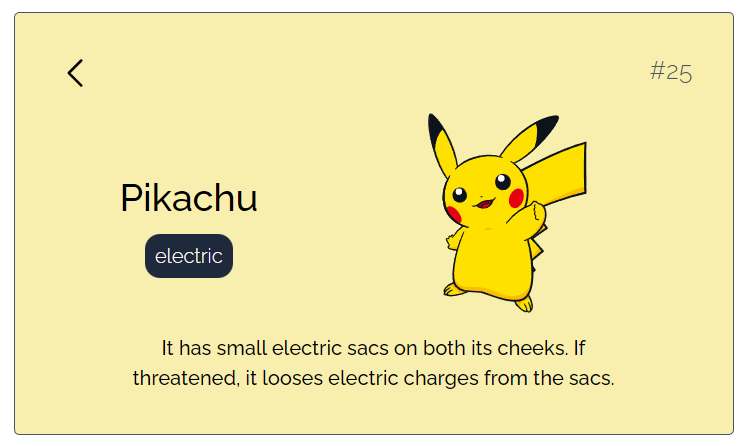 #25
Pikachu
electric
It has small electric sacs on both its cheeks. If
threatened, it looses electric charges from the sacs.